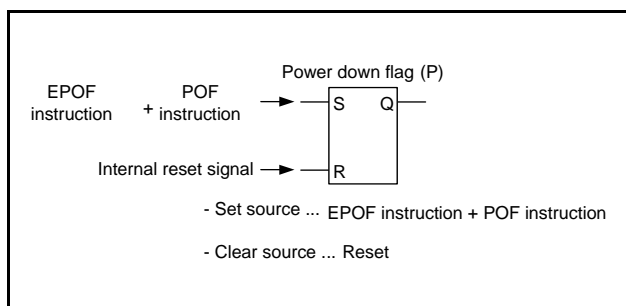 Power down flag (P)
EPOF instruction + POF instruction
S Q
Internal reset signal
R
- Set source ... EPOF instruction + POF instruction
- Clear source ... Reset